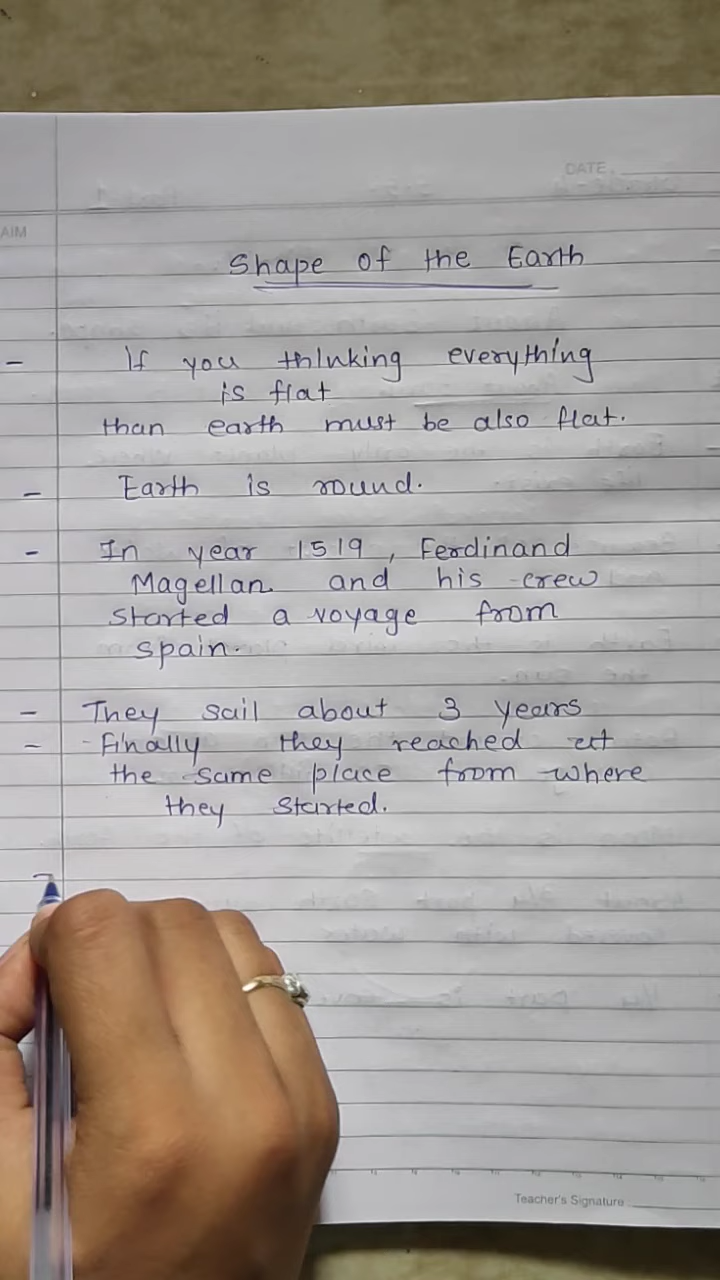 DATE
AIM
Shape of the Earth
- If you thinking everything
is flat
than earth must be also flat.
- Earth is round.
- In year 1519, Ferdinand
Magellan and his crew
started a voyage from
spain.
- They sail about 3 years
- Finally they reached at
the same place from where
they started.
Teacher's Signature